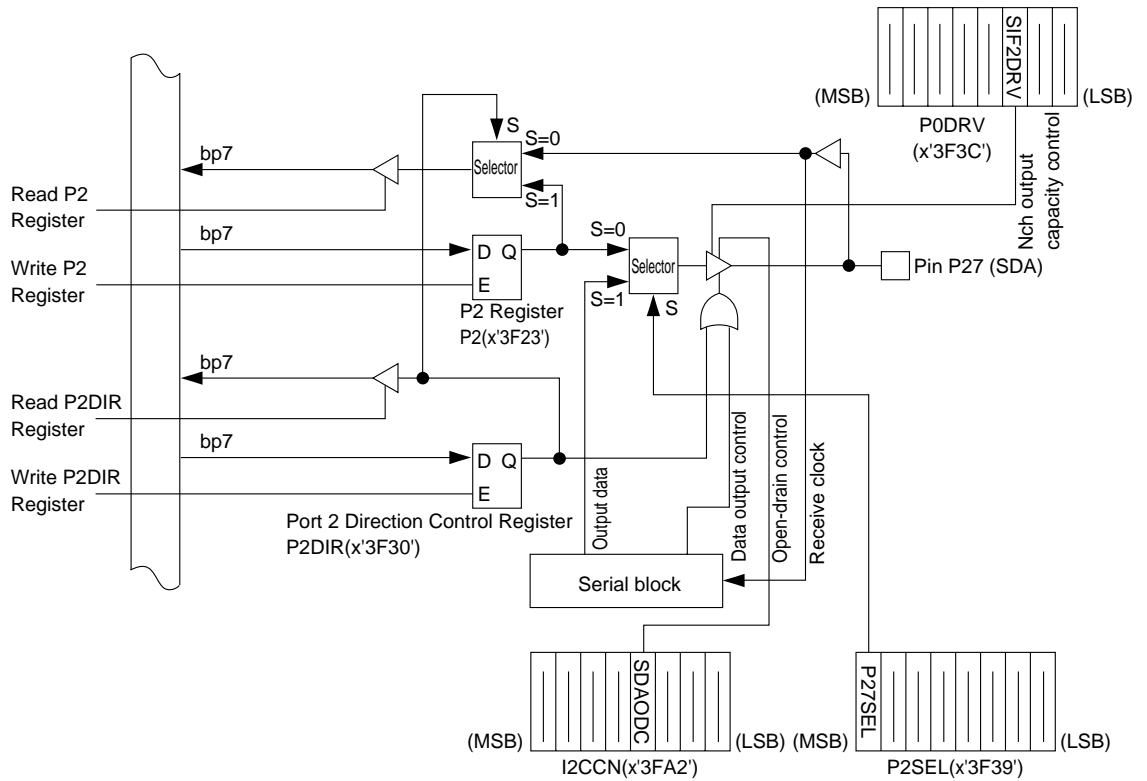 SIF2DRV
(MSB)
(LSB)
P0DRV
(x'3F3C')
Nch output
capacity control
S
S=0
bp7
Selector
S=1
Read P2
Register
bp7
S=0
D Q
Selector
Pin P27 (SDA)
Write P2
Register
E
S=1
S
P2 Register
P2(x'3F23')
bp7
Read P2DIR
Register
bp7
D Q
Write P2DIR
Register
E
Port 2 Direction Control Register
P2DIR(x'3F30')
Output data
Data output control
Open-drain control
Receive clock
Serial block
SDAODC
P27SEL
(MSB)
(LSB)
(MSB)
(LSB)
I2CCN(x'3FA2')
P2SEL(x'3F39')